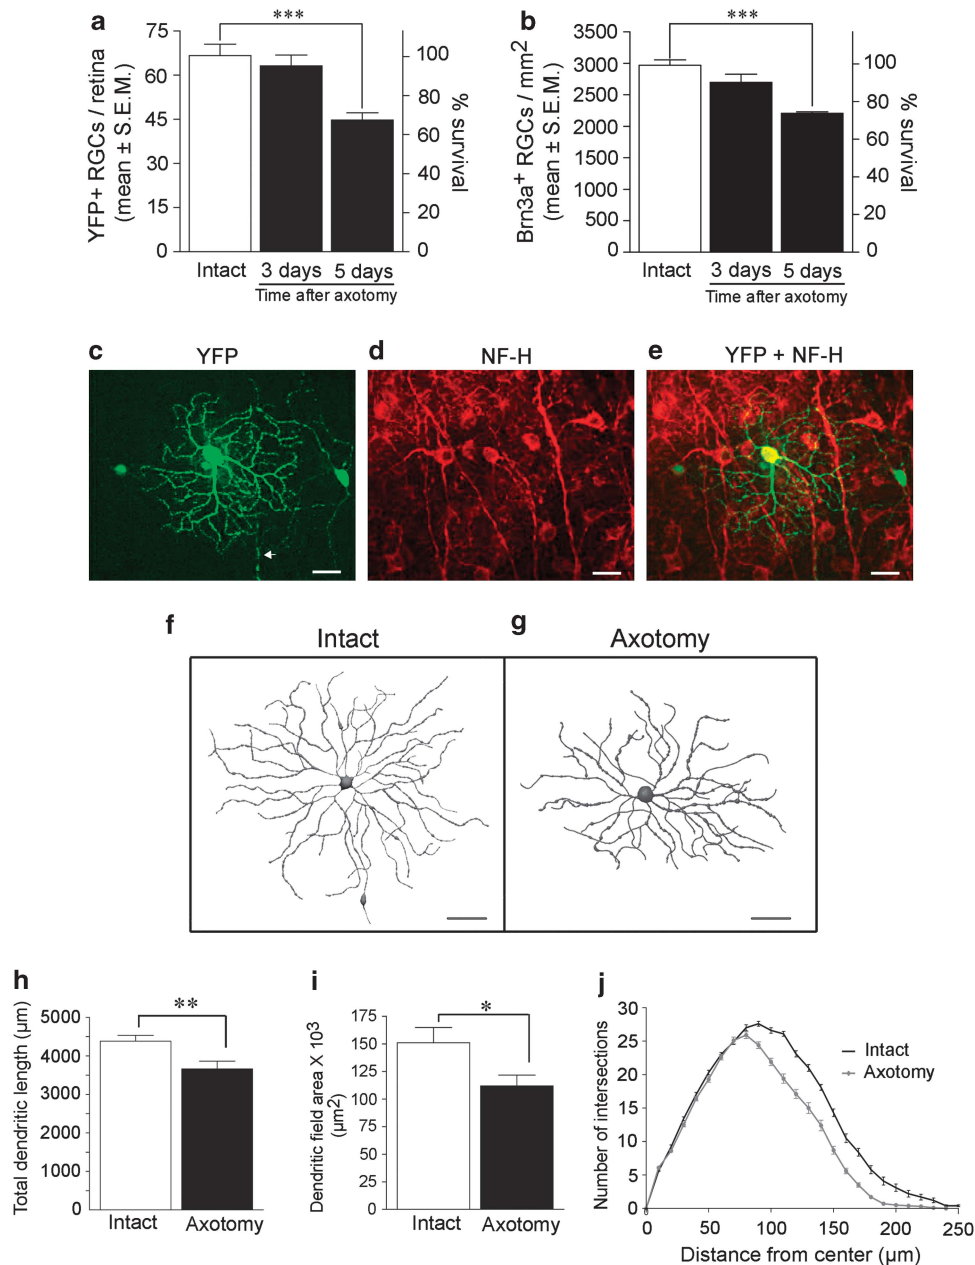 a
***
75
60
45
30
15
0
YFP+ RGCs / retina
(mean ± S.E.M.)
100
80
60
40
20
0
% survival
Intact
3 days
5 days
Time after axotomy
b
***
3500
3000
2500
2000
1500
1000
500
0
Brn3a+ RGCs / mm2
(mean ± S.E.M.)
100
80
60
40
20
0
% survival
Intact
3 days
5 days
Time after axotomy
c
YFP
d
NF-H
e
YFP + NF-H
f
Intact
g
Axotomy
h
**
5000
4000
3000
2000
1000
0
Total dendritic length (µm)
Intact
Axotomy
i
*
175
150
125
100
75
50
25
0
Dendritic field area X 10³
(µm2)
Intact
Axotomy
j
30
25
20
15
10
5
0
Number of intersections
Intact
Axotomy
0
50
100
150
200
250
Distance from center (µm)